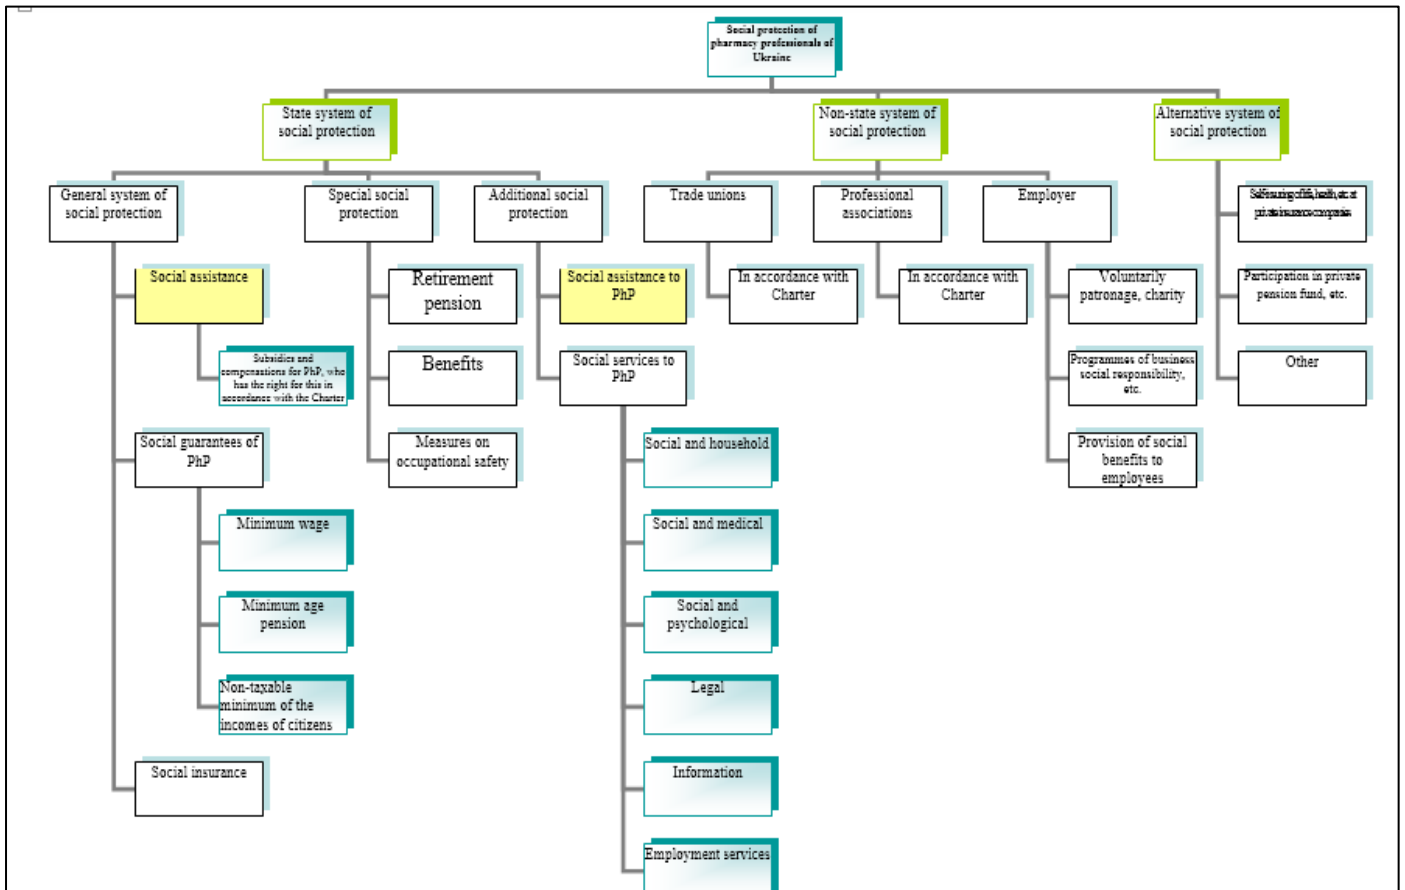 Social protection of
pharmacy professionals of
Ukraine
State system of
social protection
Non-state system of
social protection
Alternative system of
social protection
General system of
social protection
Special social
protection
Additional social
protection
Trade unions
Professional
associations
Employer
private insurance companies
Social assistance
Retirement
pension
Social assistance to
PhP
In accordance with
Charter
In accordance with
Charter
Voluntarily
patronage, charity
Participation in private
pension fund, etc.
Subsidies and
compensations for PhP, who
has the right for this in
accordance with the Charter
Benefits
Social services to
PhP
Programmes of business
social responsibility,
etc.
Other
Social guarantees of
PhP
Measures on
occupational safety
Social and household
Provision of social
benefits to
employees
Minimum wage
Social and medical
Minimum age
pension
Social and
psychological
Non-taxable
minimum of the
incomes of citizens
Legal
Social insurance
Information
Employment services